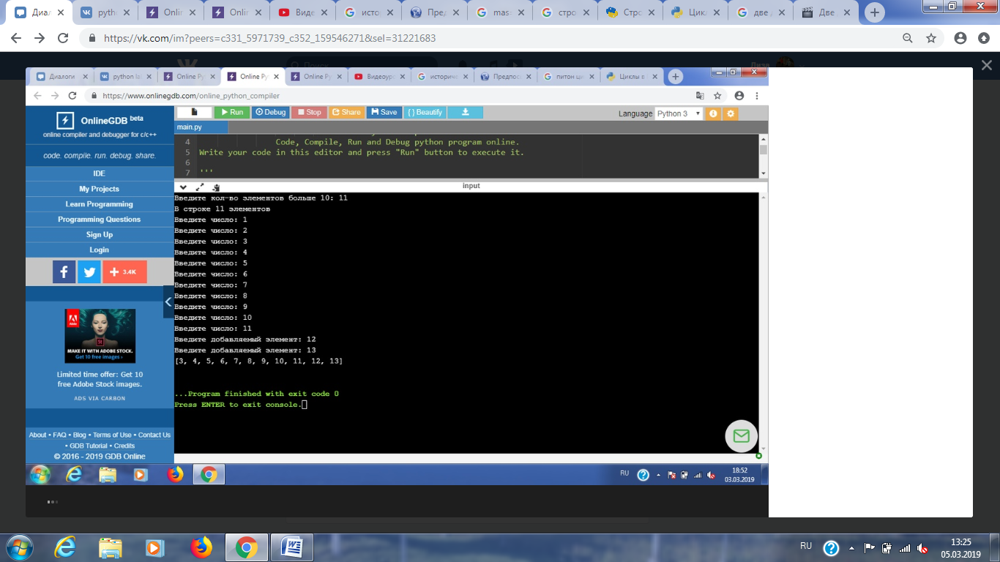 Диал
pyth
Onlin
Onlin
Виде
исто
Пред
mass
стро
Стро
Цикл
две д
Две
https://vk.com/im?peers=c331_5971739_c352_159546271&sel=31221683
Диалоги
python la
Online Py
Online Py
Online Py
Видеоуро
историче
Предпос
питон ци
Циклы в
https://www.onlinegdb.com/online_python_compiler
OnlineGDB beta
online compiler and debugger for c/c++
code. compile. run. debug. share.
IDE
My Projects
Learn Programming
Programming Questions
Sign Up
Login
3.4K
MAKE IT WITH ADOBE STOCK.
Get 10 free images ›
Limited time offer: Get 10
free Adobe Stock images.
ADS VIA CARBON
About • FAQ • Blog • Terms of Use • Contact Us
• GDB Tutorial • Credits
© 2016 - 2019 GDB Online
Run Debug Stop Share Save { } Beautify
Language Python 3
main.py
4 Code, Compile, Run and Debug python program online.
5 Write your code in this editor and press "Run" button to execute it.
6
7 '''
input
Введите кол-во элементов больше 10: 11
В строке 11 элементов
Введите число: 1
Введите число: 2
Введите число: 3
Введите число: 4
Введите число: 5
Введите число: 6
Введите число: 7
Введите число: 8
Введите число: 9
Введите число: 10
Введите число: 11
Введите добавляемый элемент: 12
Введите добавляемый элемент: 13
[3, 4, 5, 6, 7, 8, 9, 10, 11, 12, 13]
...Program finished with exit code 0
Press ENTER to exit console.
RU
18:52
03.03.2019
RU
13:25
05.03.2019